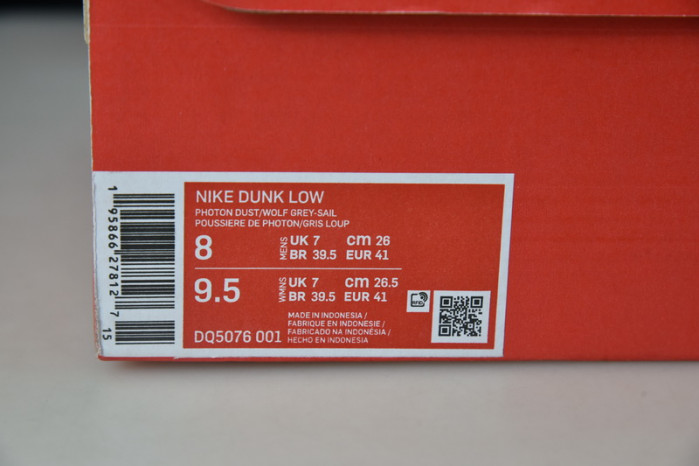 NIKE DUNK LOW
PHOTON DUST/WOLF GREY-SAIL
POUSSIERE DE PHOTON/GRIS LOUP
8 MENS UK 7 cm 26
BR 39.5 EUR 41
9.5 WMNS UK 7 cm 26.5
BR 39.5 EUR 41
MADE IN INDONESIA /
FABRIQUE EN INDONESIE /
FABRICADO NA INDONÉSIA /
HECHO EN INDONESIA
DQ5076 001
1 95866 27812 7
15